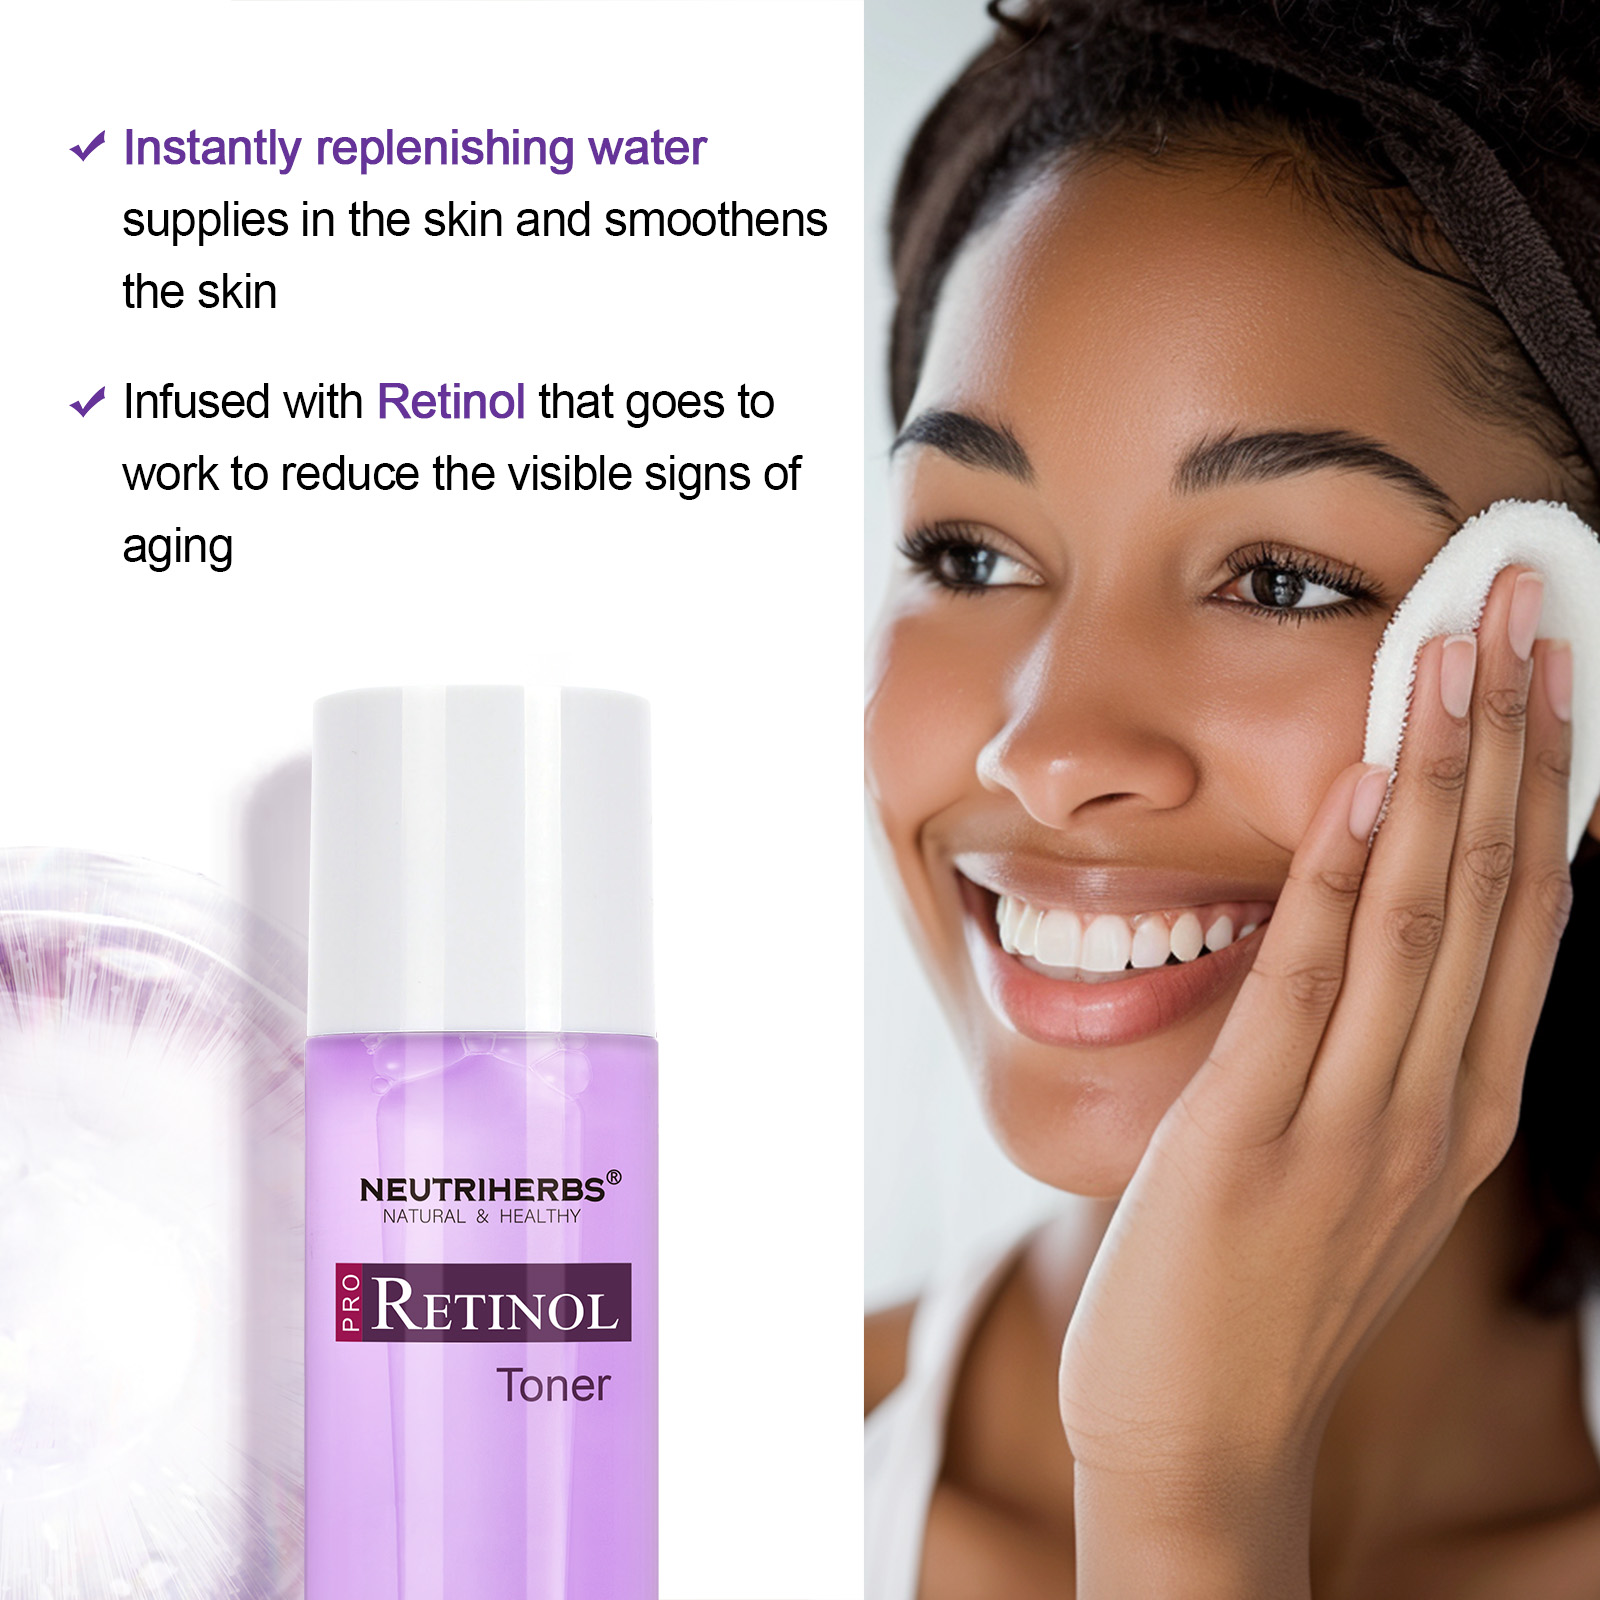 Instantly replenishing water
supplies in the skin and smoothens
the skin
Infused with Retinol that goes to
work to reduce the visible signs of
aging
NEUTRIHERBS®
NATURAL & HEALTHY
PRO RETINOL
Toner